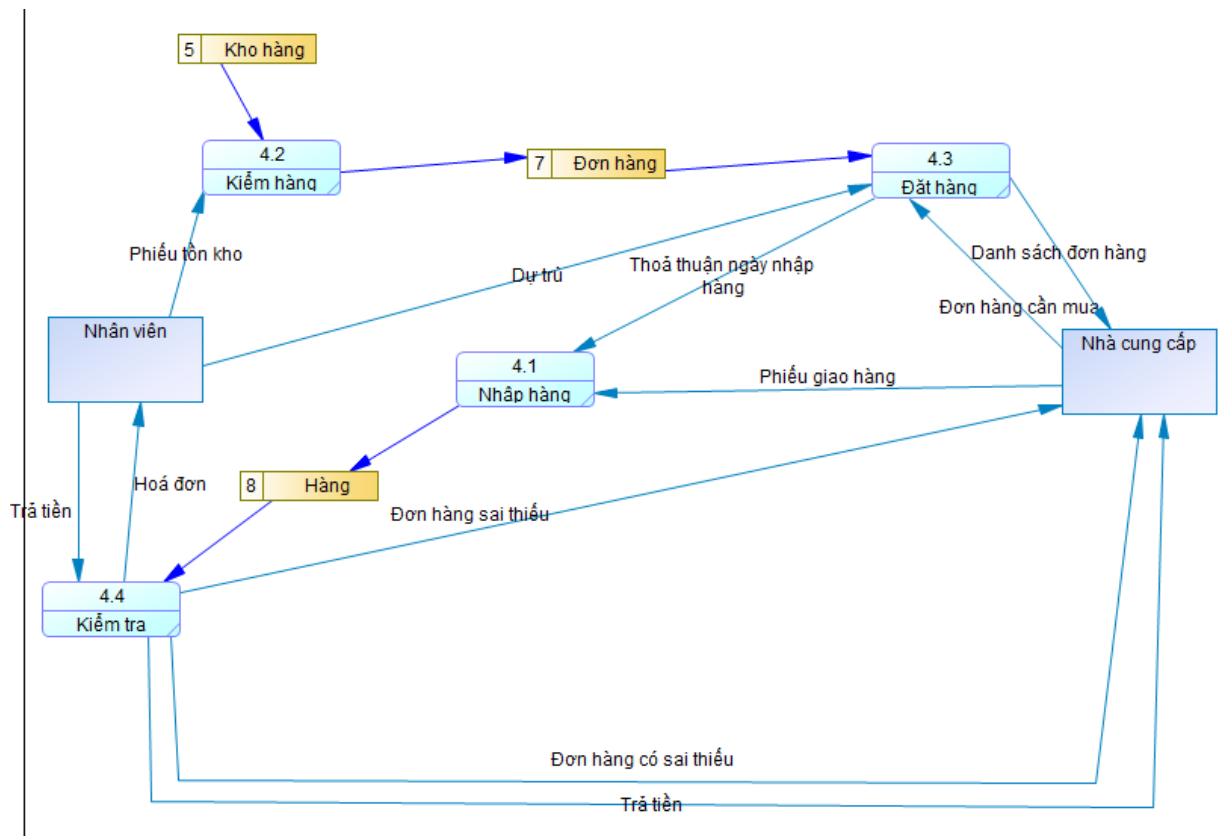 5 Kho hàng
4.2
Kiểm hàng
7 Đơn hàng
4.3
Đặt hàng
Phiếu tồn kho
Dự trù
Thoả thuận ngày nhập
hàng
Danh sách đơn hàng
Đơn hàng cần mua
Nhân viên
Nhà cung cấp
4.1
Nhập hàng
Phiếu giao hàng
8 Hàng
Hoá đơn
Trả tiền
Đơn hàng sai thiếu
4.4
Kiểm tra
Đơn hàng có sai thiếu
Trả tiền